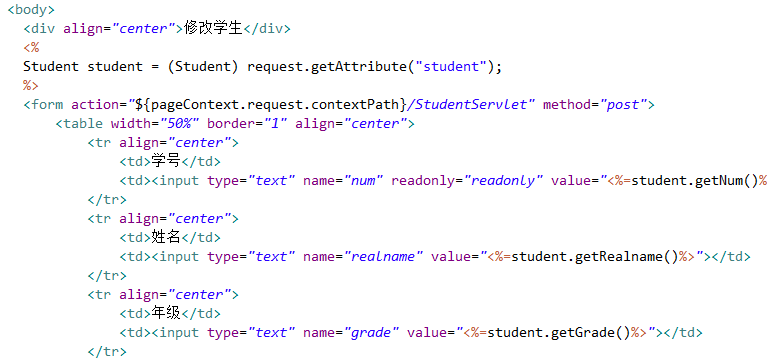 <body>
<div align="center">修改学生</div>
<%
Student student = (Student) request.getAttribute("student");
%>
<form action="${pageContext.request.contextPath}/StudentServlet" method="post">
<table width="50%" border="1" align="center">
<tr align="center">
<td>学号</td>
<td><input type="text" name="num" readonly="readonly" value="<%=student.getNum()%
</tr>
<tr align="center">
<td>姓名</td>
<td><input type="text" name="realname" value="<%=student.getRealname()%>"></td>
</tr>
<tr align="center">
<td>年级</td>
<td><input type="text" name="grade" value="<%=student.getGrade()%>"></td>
</tr>